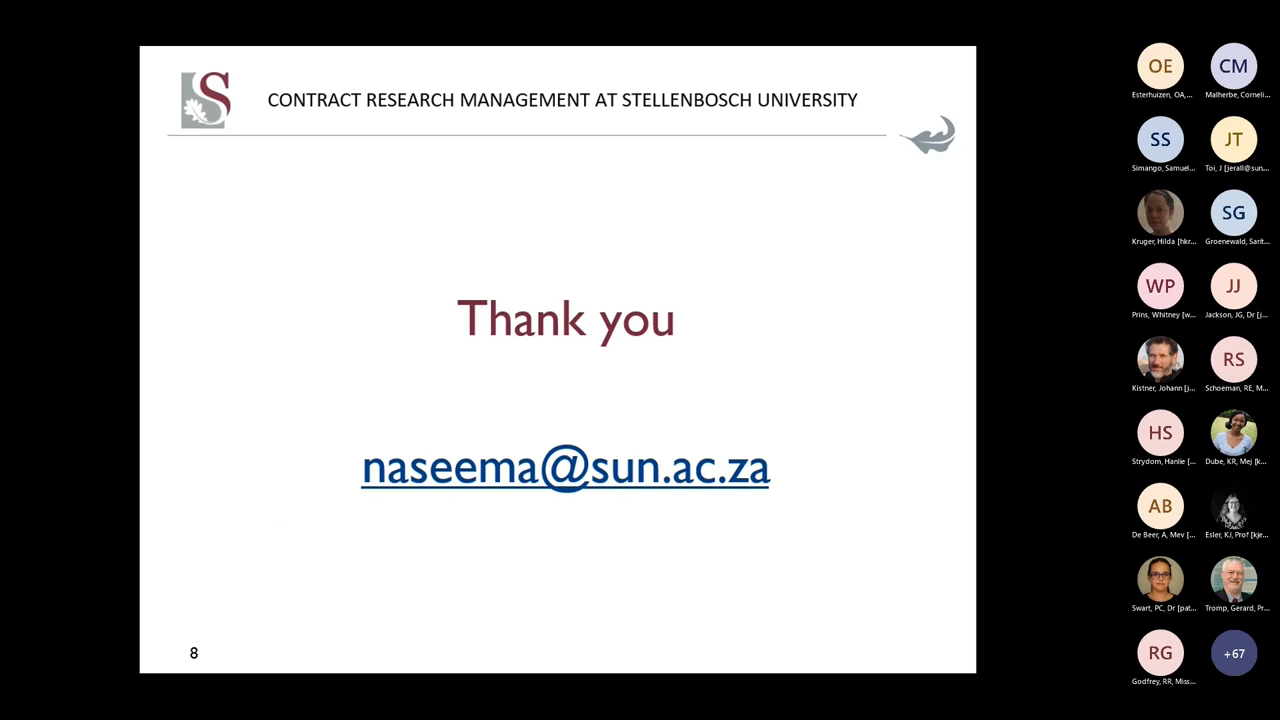 S
CONTRACT RESEARCH MANAGEMENT AT STELLENBOSCH UNIVERSITY
Thank you
naseema@sun.ac.za
8
OE
Esterhuizen, OA,...
CM
Malherbe, Corneli...
SS
Simango, Samuel...
JT
Toi, J [jerall@sun....
Kruger, Hilda [hkr...
SG
Groenewald, Sarit...
WP
Prins, Whitney [w...
JJ
Jackson, JG, Dr [j...
Kistner, Johann [j...
RS
Schoeman, RE, M...
HS
Strydom, Hanlie [...
Dube, KR, Mej [k...
AB
De Beer, A, Mev [...
Esler, KJ, Prof [kje...
Swart, PC, Dr [pat...
Tromp, Gerard, Pr...
RG
Godfrey, RR, Miss...
+67